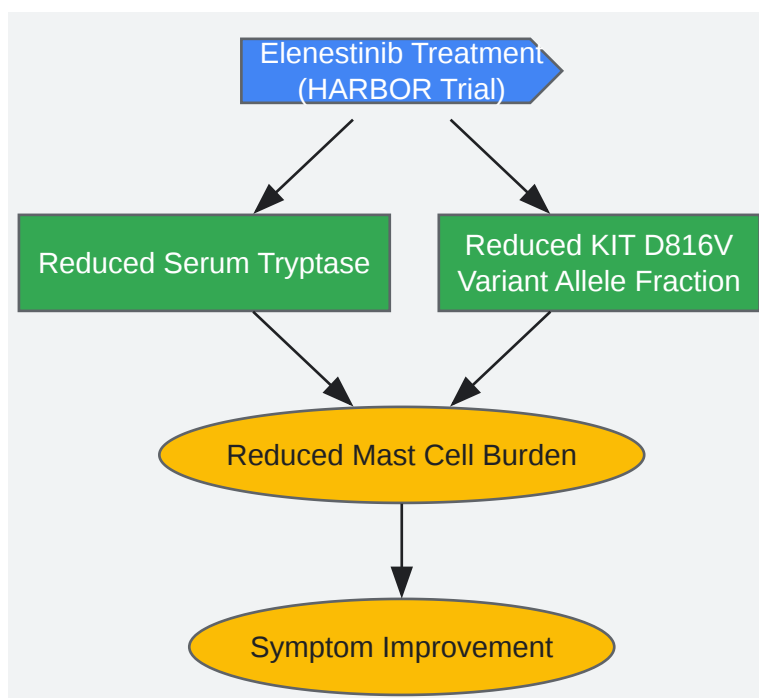 Elenestinib Treatment
(HARBOR Trial)
Reduced Serum Tryptase
Reduced KIT D816V
Variant Allele Fraction
Reduced Mast Cell Burden
Symptom Improvement